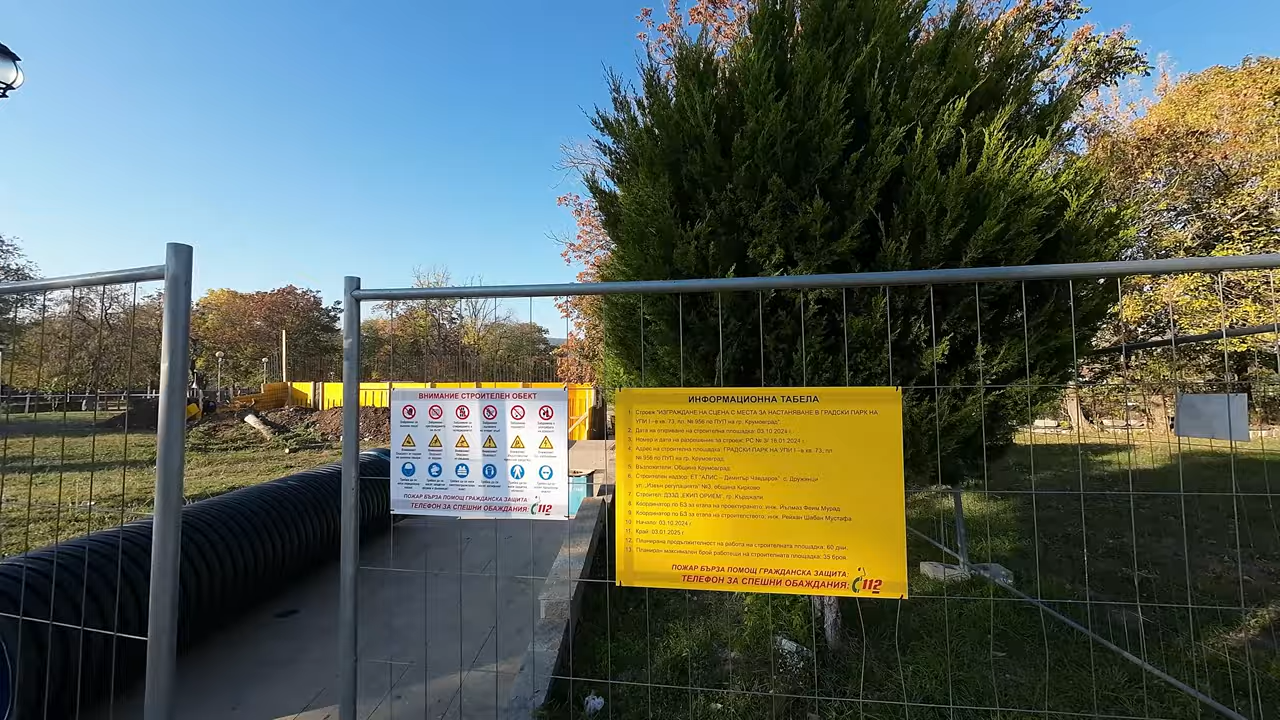 ВНИМАНИЕ СТРОИТЕЛЕН ОБЕКТ
ПОЖАР БЪРЗА ПОМОЩ ГРАЖДАНСКА ЗАЩИТА:
ТЕЛЕФОН ЗА СПЕШНИ ОБАЖДАНИЯ: 112
ИНФОРМАЦИОННА ТАБЕЛА
1. Строеж "ИЗГРАЖДАНЕ НА СЦЕНА С МЕСТА ЗА НАСТАНЯВАНЕ В ГРАДСКИ ПАРК НА
УПИ I - в кв. 73, пл. № 956 по ПУП на гр. Крумовград".
2. Дата на откриване на строителна площадка: 03.10.2024 г.
3. Номер и дата на разрешение за строеж: РС № 3/ 16.01.2024 г.
4. Адрес на строителна площадка: ГРАДСКИ ПАРК НА УПИ I - в кв. 73, пл.
№ 956 по ПУП на гр. Крумовград
5. Възложител: Община Крумовград
6. Строителен надзор: ЕТ "АЛИС – Димитър Чавдаров" с. Дружинци
ул. "Извън регулацията" №3, община Кирково
7. Строител: ДЗЗД "ЕКИП ОРИЕМ", гр. Кърджали
8. Координатор по БЗ за етапа на проектирането: инж. Йълмаз Феим Мурад
9. Координатор по БЗ за етапа на строителството: инж. Рейхан Шабан Мустафа
10. Начало: 03.10.2024 г
11. Край: 03.01.2025 г
12. Планирана продължителност на работа на строителната площадка: 60 дни.
13. Планиран максимален брой работещи на строителната площадка: 35 броя.
ПОЖАР БЪРЗА ПОМОЩ ГРАЖДАНСКА ЗАЩИТА:
ТЕЛЕФОН ЗА СПЕШНИ ОБАЖДАНИЯ: 112